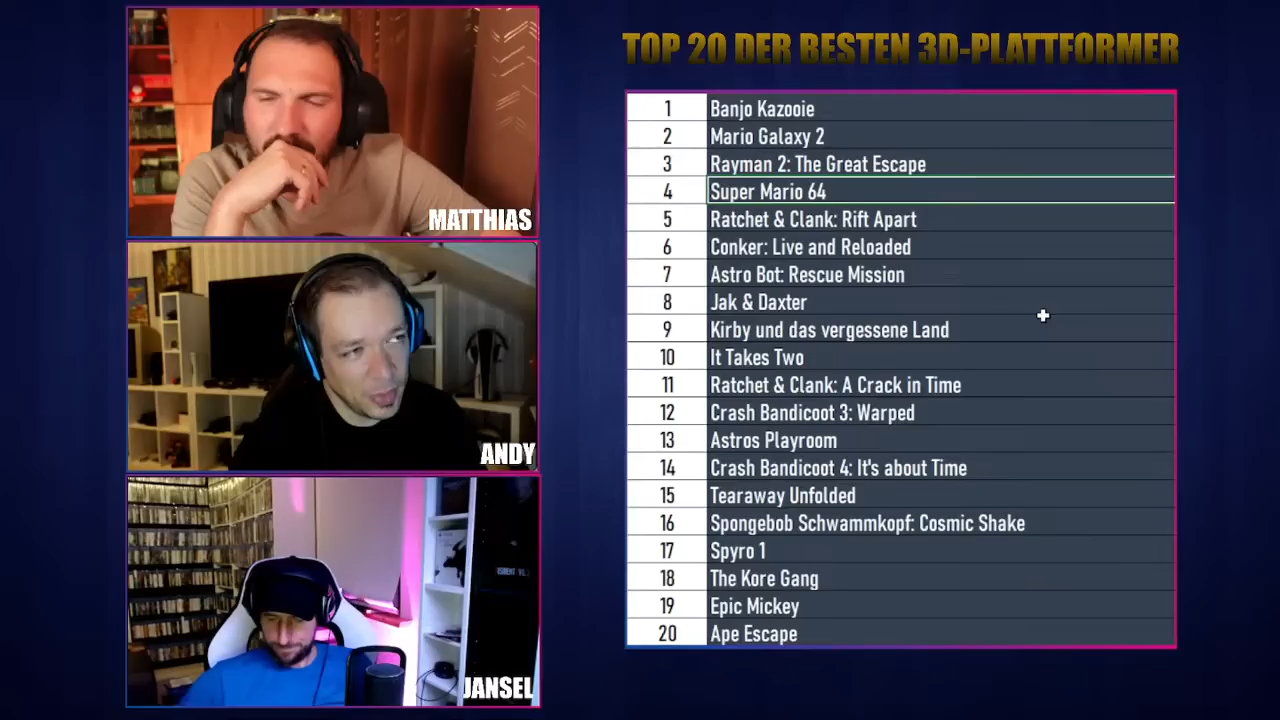 MATTHIAS
ANDY
JANSEL
TOP 20 DER BESTEN 3D-PLATTFORMER
1 Banjo Kazooie
2 Mario Galaxy 2
3 Rayman 2: The Great Escape
4 Super Mario 64
5 Ratchet & Clank: Rift Apart
6 Conker: Live and Reloaded
7 Astro Bot: Rescue Mission
8 Jak & Daxter
9 Kirby und das vergessene Land
10 It Takes Two
11 Ratchet & Clank: A Crack in Time
12 Crash Bandicoot 3: Warped
13 Astros Playroom
14 Crash Bandicoot 4: It's about Time
15 Tearaway Unfolded
16 Spongebob Schwammkopf: Cosmic Shake
17 Spyro 1
18 The Kore Gang
19 Epic Mickey
20 Ape Escape